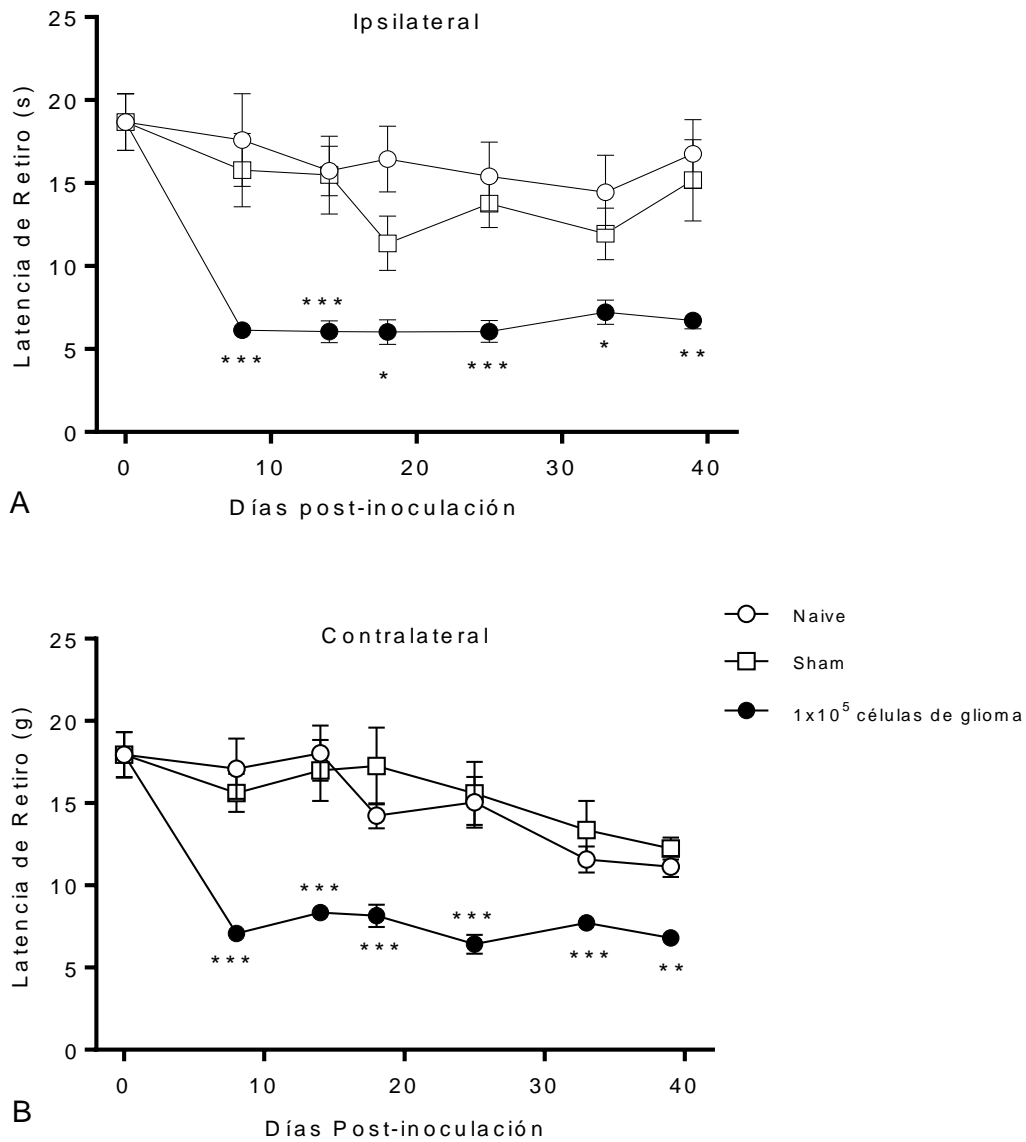 Ipsilateral
25
20
15
10
5
0
Latencia de Retiro (s)
***
***
*
***
*
**
0 10 20 30 40
Días post-inoculación
A
Contralateral
25
20
15
10
5
0
Latencia de Retiro (g)
***
***
***
***
***
**
0 10 20 30 40
Días Post-inoculación
B
Naive
Sham
1x10⁵ células de glioma